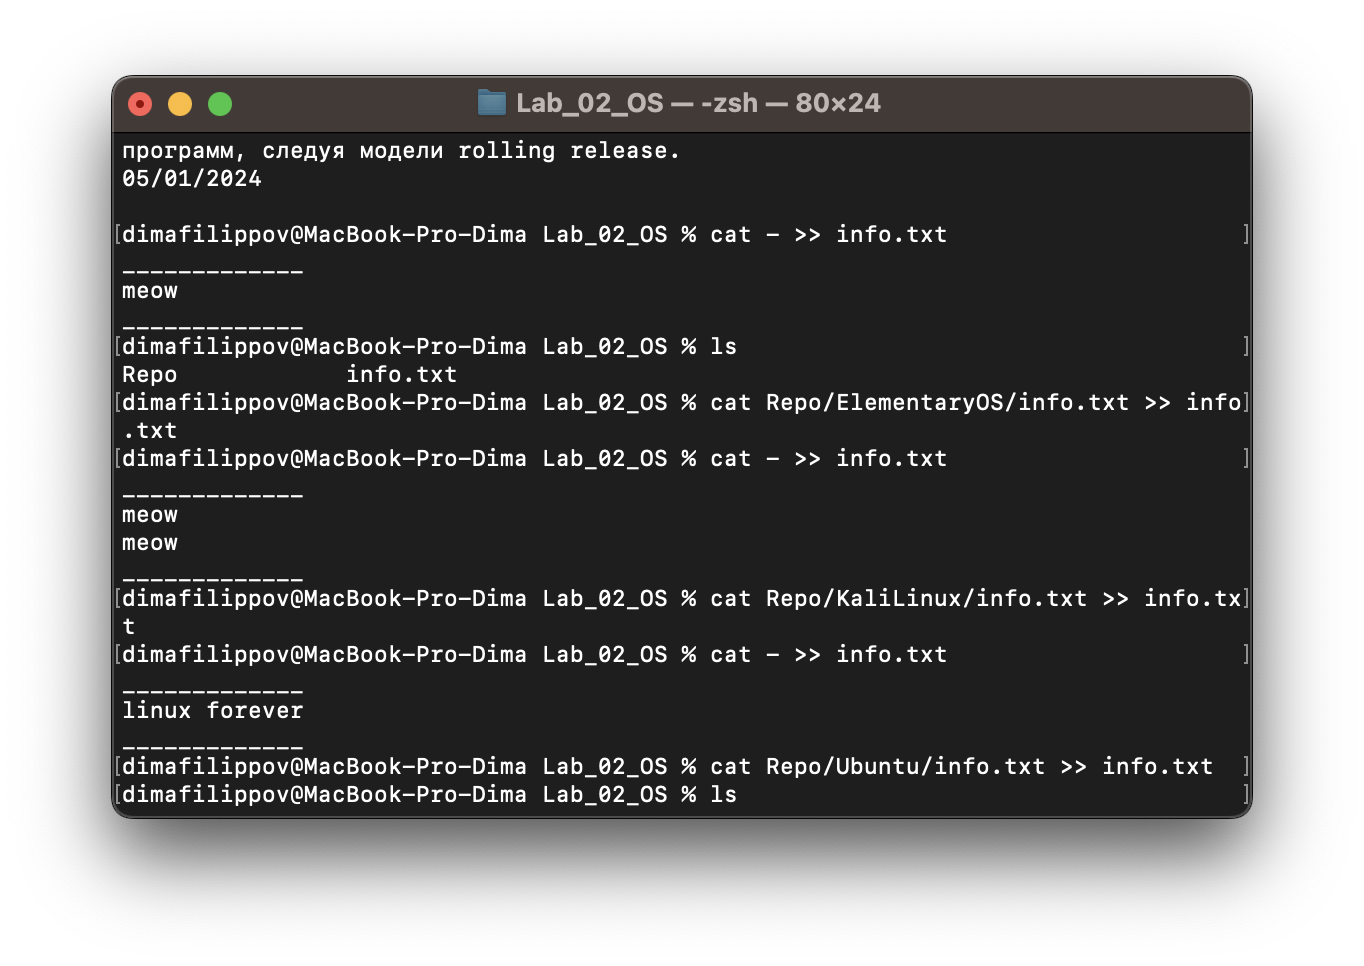 Lab_02_OS — -zsh — 80×24
программ, следуя модели rolling release.
05/01/2024
[dimafilippov@MacBook-Pro-Dima Lab_02_OS % cat - >> info.txt ]
_____________
meow
_____________
[dimafilippov@MacBook-Pro-Dima Lab_02_OS % ls ]
Repo info.txt
[dimafilippov@MacBook-Pro-Dima Lab_02_OS % cat Repo/ElementaryOS/info.txt >> info]
.txt
[dimafilippov@MacBook-Pro-Dima Lab_02_OS % cat - >> info.txt ]
_____________
meow
meow
_____________
[dimafilippov@MacBook-Pro-Dima Lab_02_OS % cat Repo/KaliLinux/info.txt >> info.tx]
t
[dimafilippov@MacBook-Pro-Dima Lab_02_OS % cat - >> info.txt ]
_____________
linux forever
_____________
[dimafilippov@MacBook-Pro-Dima Lab_02_OS % cat Repo/Ubuntu/info.txt >> info.txt ]
[dimafilippov@MacBook-Pro-Dima Lab_02_OS % ls ]